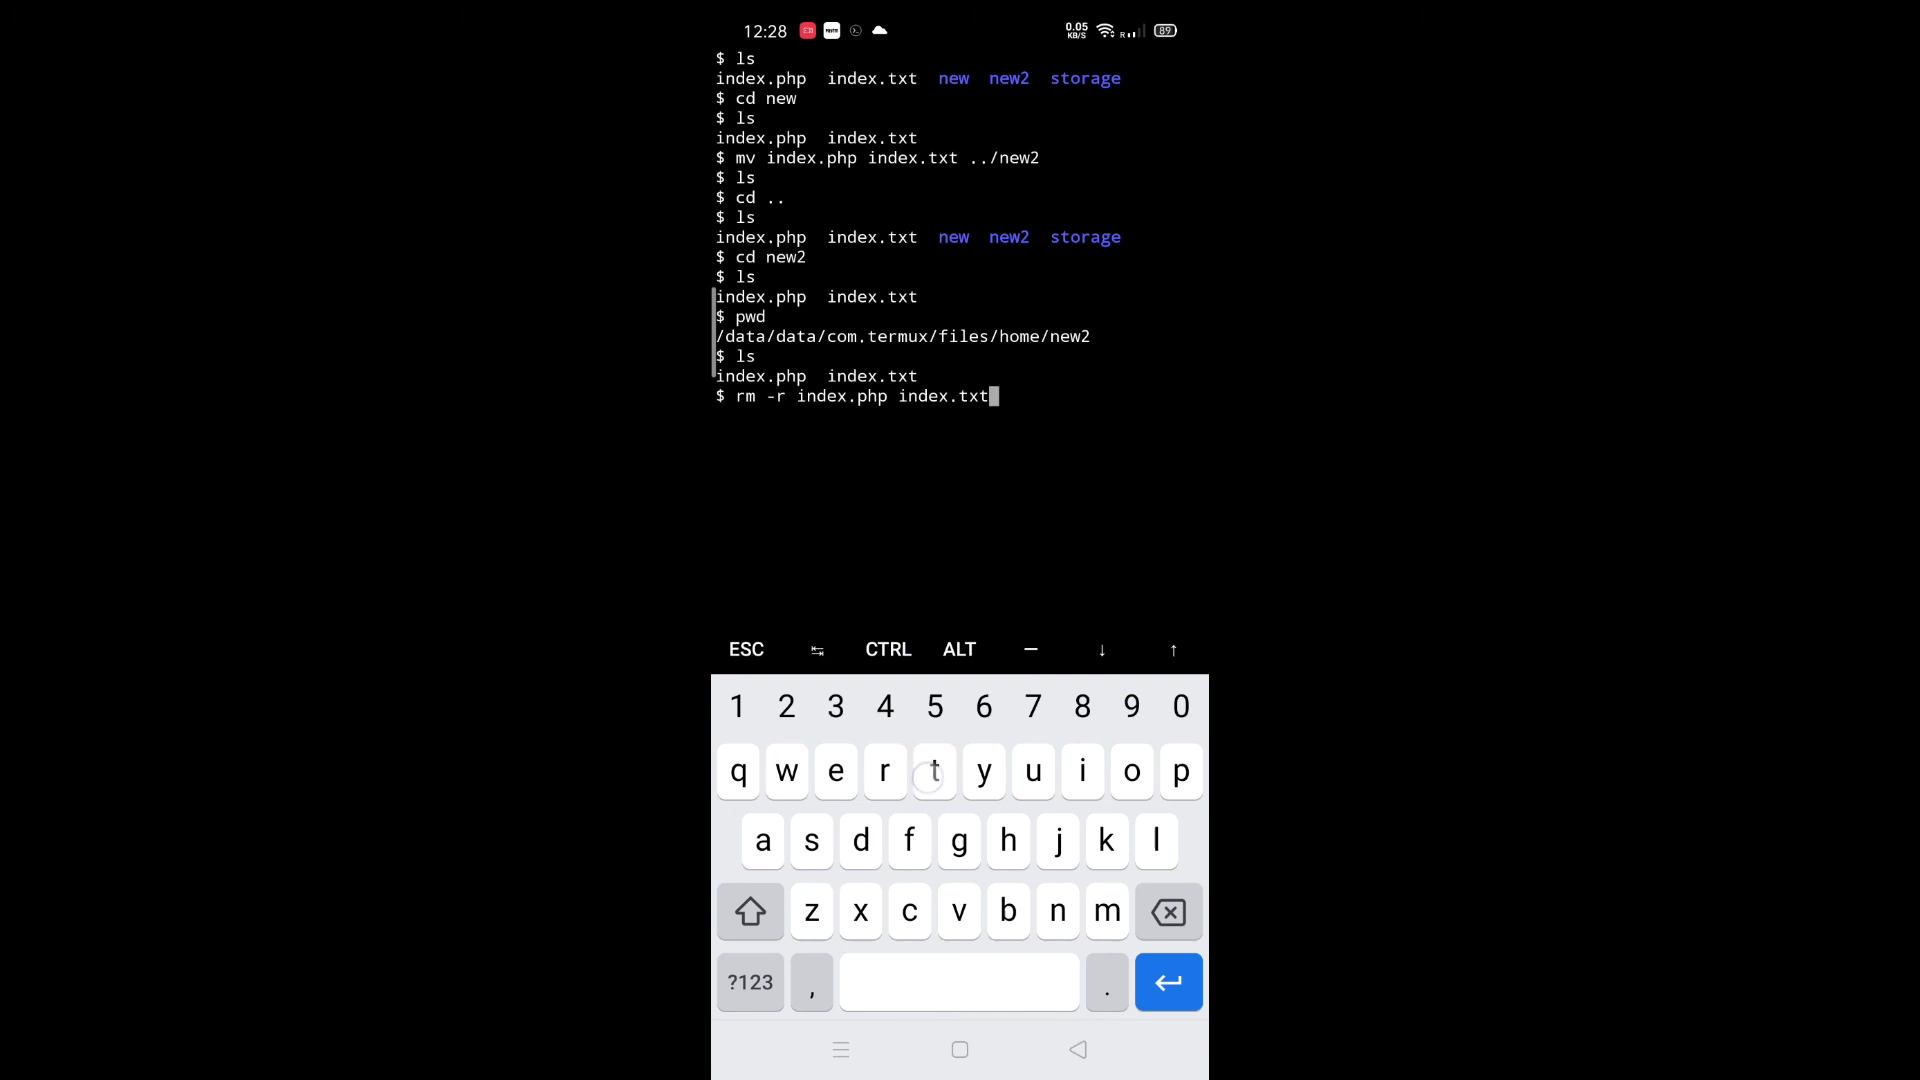 12:28 0.05 KB/S R 89
$ ls
index.php index.txt new new2 storage
$ cd new
$ ls
index.php index.txt
$ mv index.php index.txt ../new2
$ ls
$ cd ..
$ ls
index.php index.txt new new2 storage
$ cd new2
$ ls
index.php index.txt
$ pwd
/data/data/com.termux/files/home/new2
$ ls
index.php index.txt
$ rm -r index.php index.txt
ESC ↹ CTRL ALT — ↓ ↑
1 2 3 4 5 6 7 8 9 0
q w e r t y u i o p
a s d f g h j k l
z x c v b n m
?123 , .